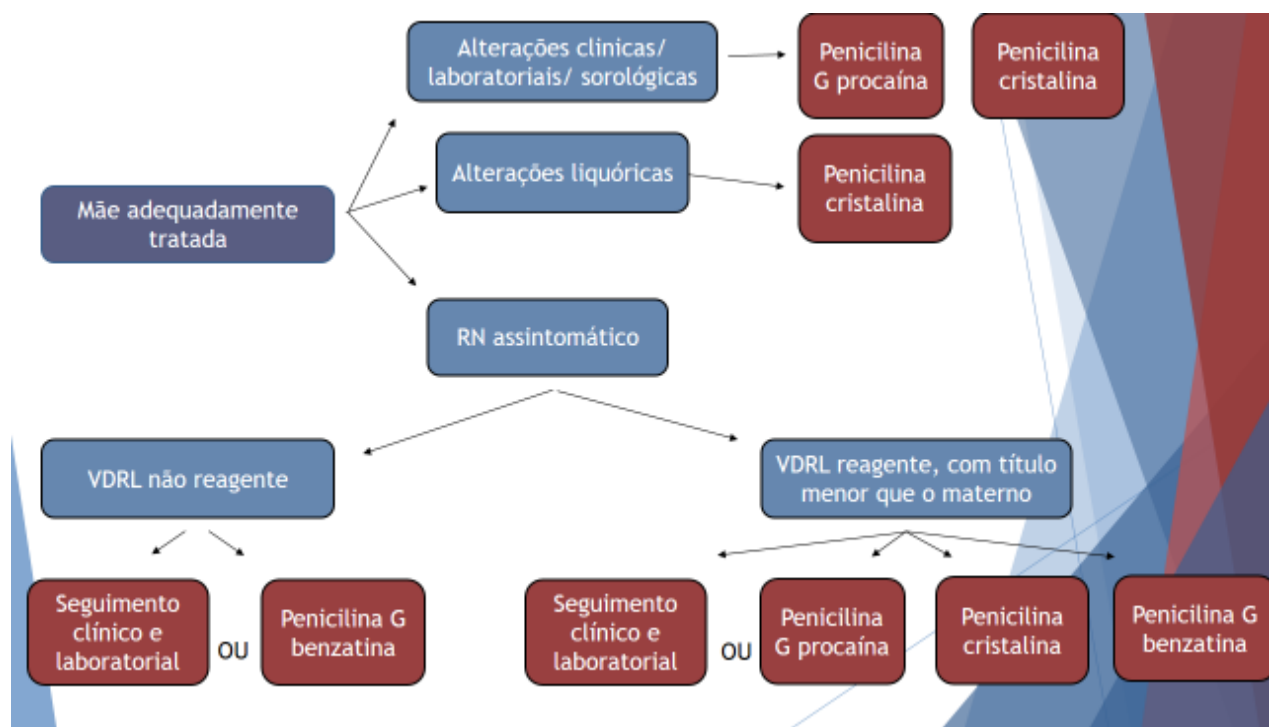 Alterações clinicas/
laboratoriais/ sorológicas
Penicilina
G procaína
Penicilina
cristalina
Alterações liquóricas
Penicilina
cristalina
Mãe adequadamente
tratada
RN assintomático
VDRL não reagente
VDRL reagente, com título
menor que o materno
Seguimento
clínico e
laboratorial
OU
Penicilina G
benzatina
Seguimento
clínico e
laboratorial
OU
Penicilina
G procaína
Penicilina
cristalina
Penicilina G
benzatina